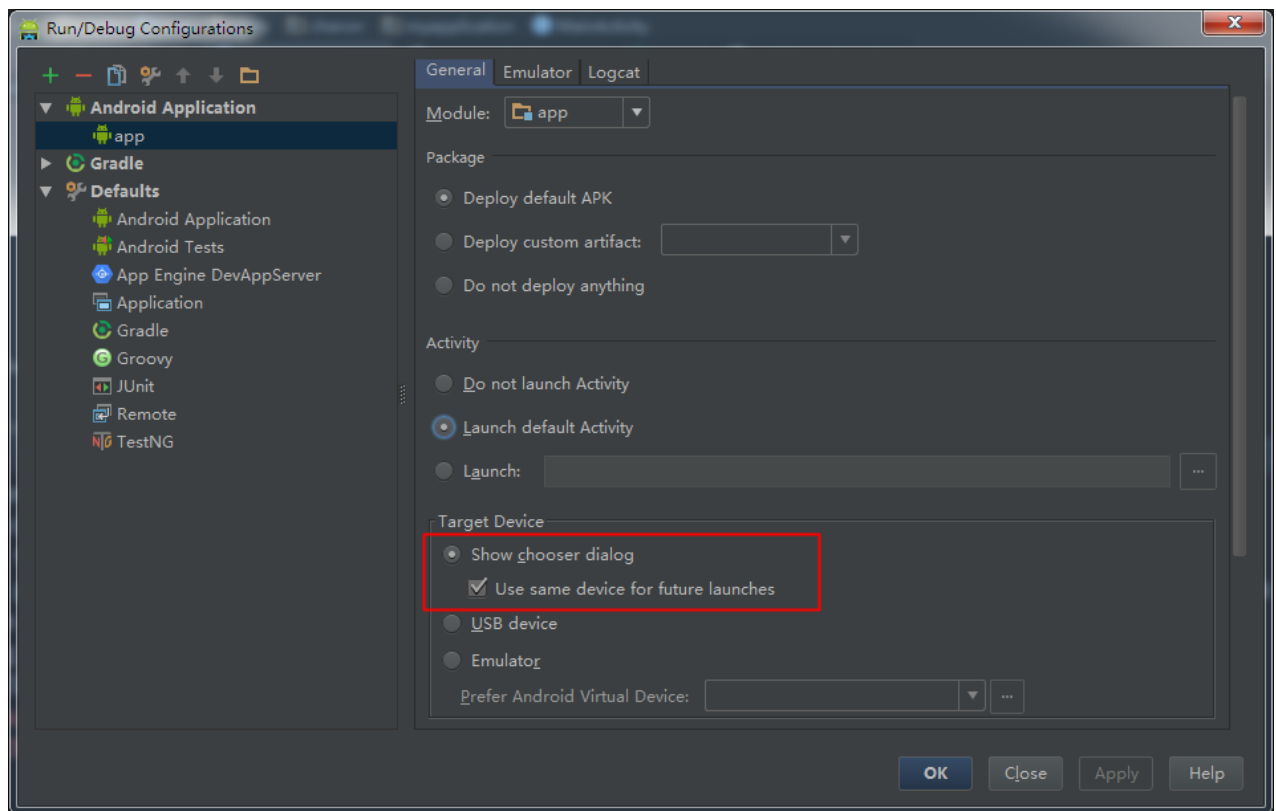 Run/Debug Configurations
General Emulator Logcat
Android Application
app
Gradle
Defaults
Android Application
Android Tests
App Engine DevAppServer
Application
Gradle
Groovy
JUnit
Remote
TestNG
Module: app
Package
Deploy default APK
Deploy custom artifact:
Do not deploy anything
Activity
Do not launch Activity
Launch default Activity
Launch: ...
Target Device
Show chooser dialog
Use same device for future launches
USB device
Emulator
Prefer Android Virtual Device: ...
OK Close Apply Help